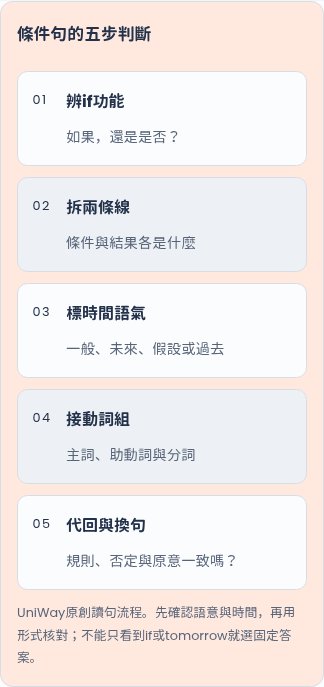 條件句的五步判斷
01 辨if功能
如果，還是是否？
02 拆兩條線
條件與結果各是什麼
03 標時間語氣
一般、未來、假設或過去
04 接動詞組
主詞、助動詞與分詞
05 代回與換句
規則、否定與原意一致嗎？
UniWay原創讀句流程。先確認語意與時間，再用
形式核對；不能只看到if或tomorrow就選固定答
案。